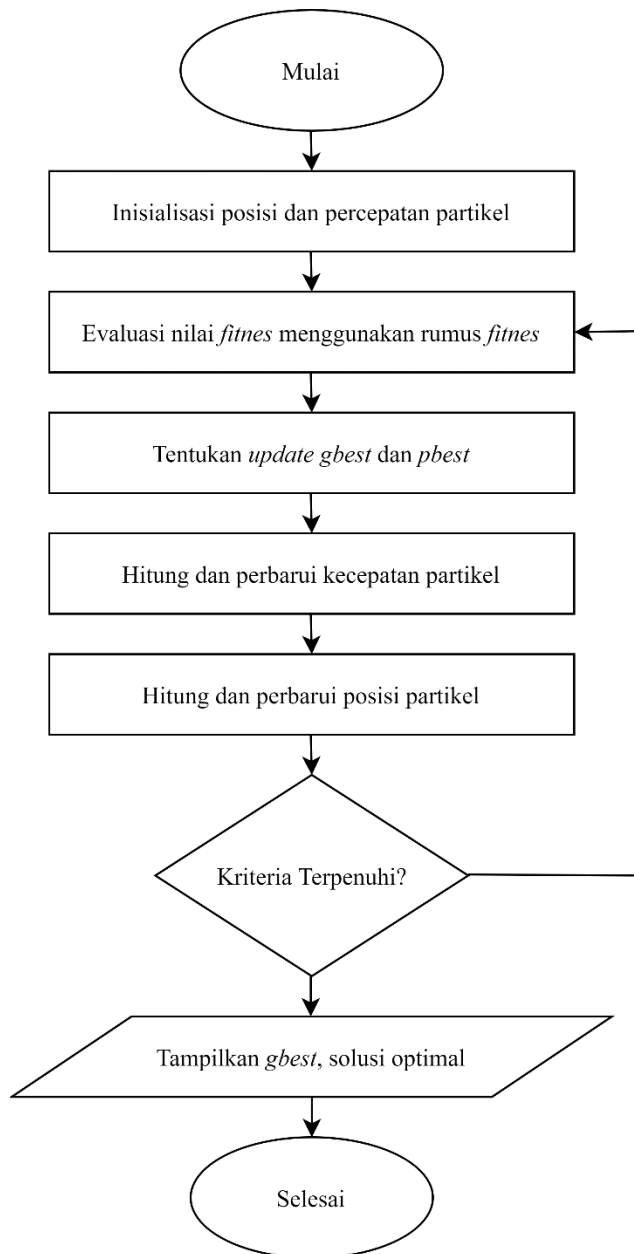 Mulai
Inisialisasi posisi dan percepatan partikel
Evaluasi nilai fitnes menggunakan rumus fitnes
Tentukan update gbest dan pbest
Hitung dan perbarui kecepatan partikel
Hitung dan perbarui posisi partikel
Kriteria Terpenuhi?
Tampilkan gbest, solusi optimal
Selesai